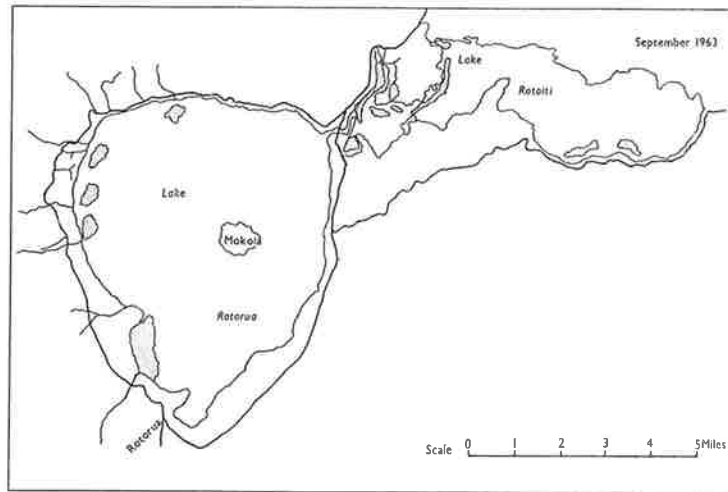 September 1963
Lake
Rotoiti
Lake
Mokoia
Rotorua
Rotorua
Scale 0 1 2 3 4 5 Miles